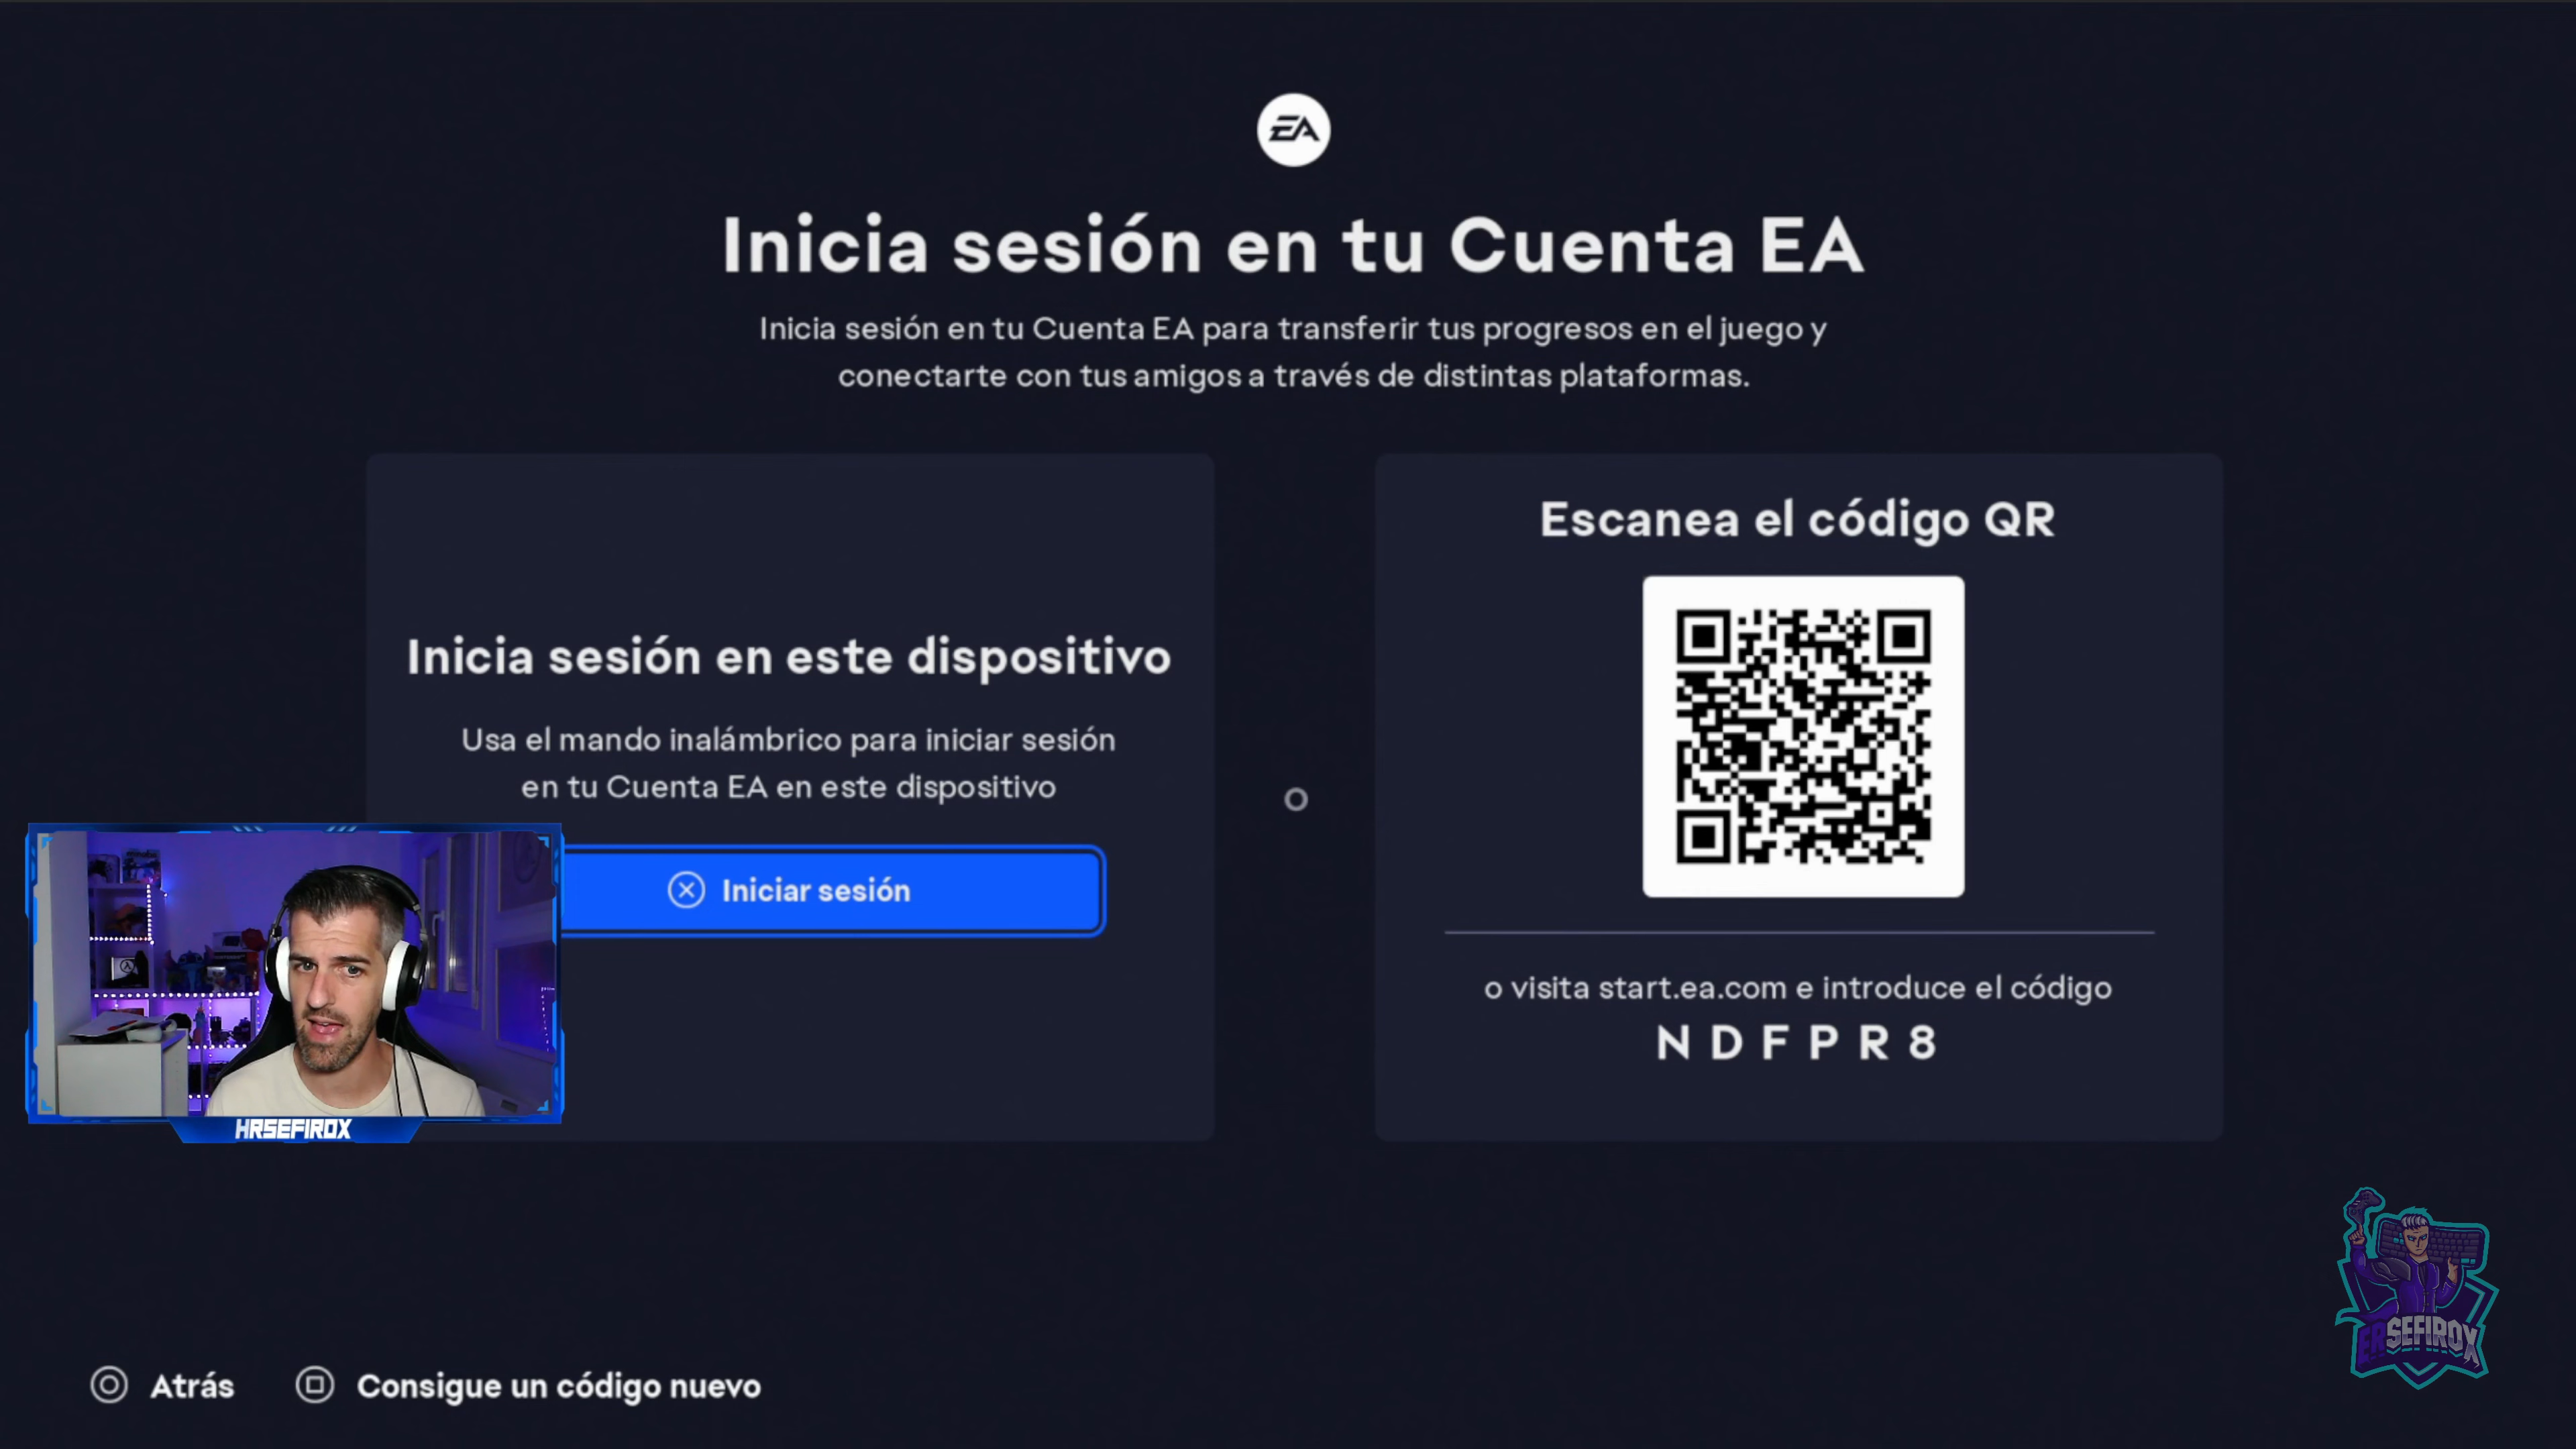 EA
Inicia sesión en tu Cuenta EA
Inicia sesión en tu Cuenta EA para transferir tus progresos en el juego y
conectarte con tus amigos a través de distintas plataformas.
Inicia sesión en este dispositivo
Usa el mando inalámbrico para iniciar sesión
en tu Cuenta EA en este dispositivo
Iniciar sesión
o
Escanea el código QR
o visita start.ea.com e introduce el código
NDFPR8
HRSEFIROX
ERSEFIROX
Atrás
Consigue un código nuevo